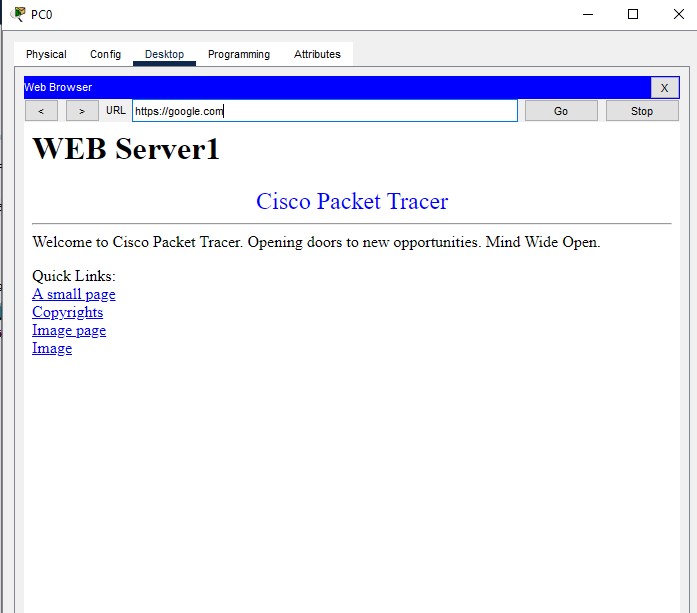 PC0
Physical Config Desktop Programming Attributes
Web Browser X
< > URL https://google.com Go Stop
WEB Server1
Cisco Packet Tracer
Welcome to Cisco Packet Tracer. Opening doors to new opportunities. Mind Wide Open.
Quick Links:
A small page
Copyrights
Image page
Image